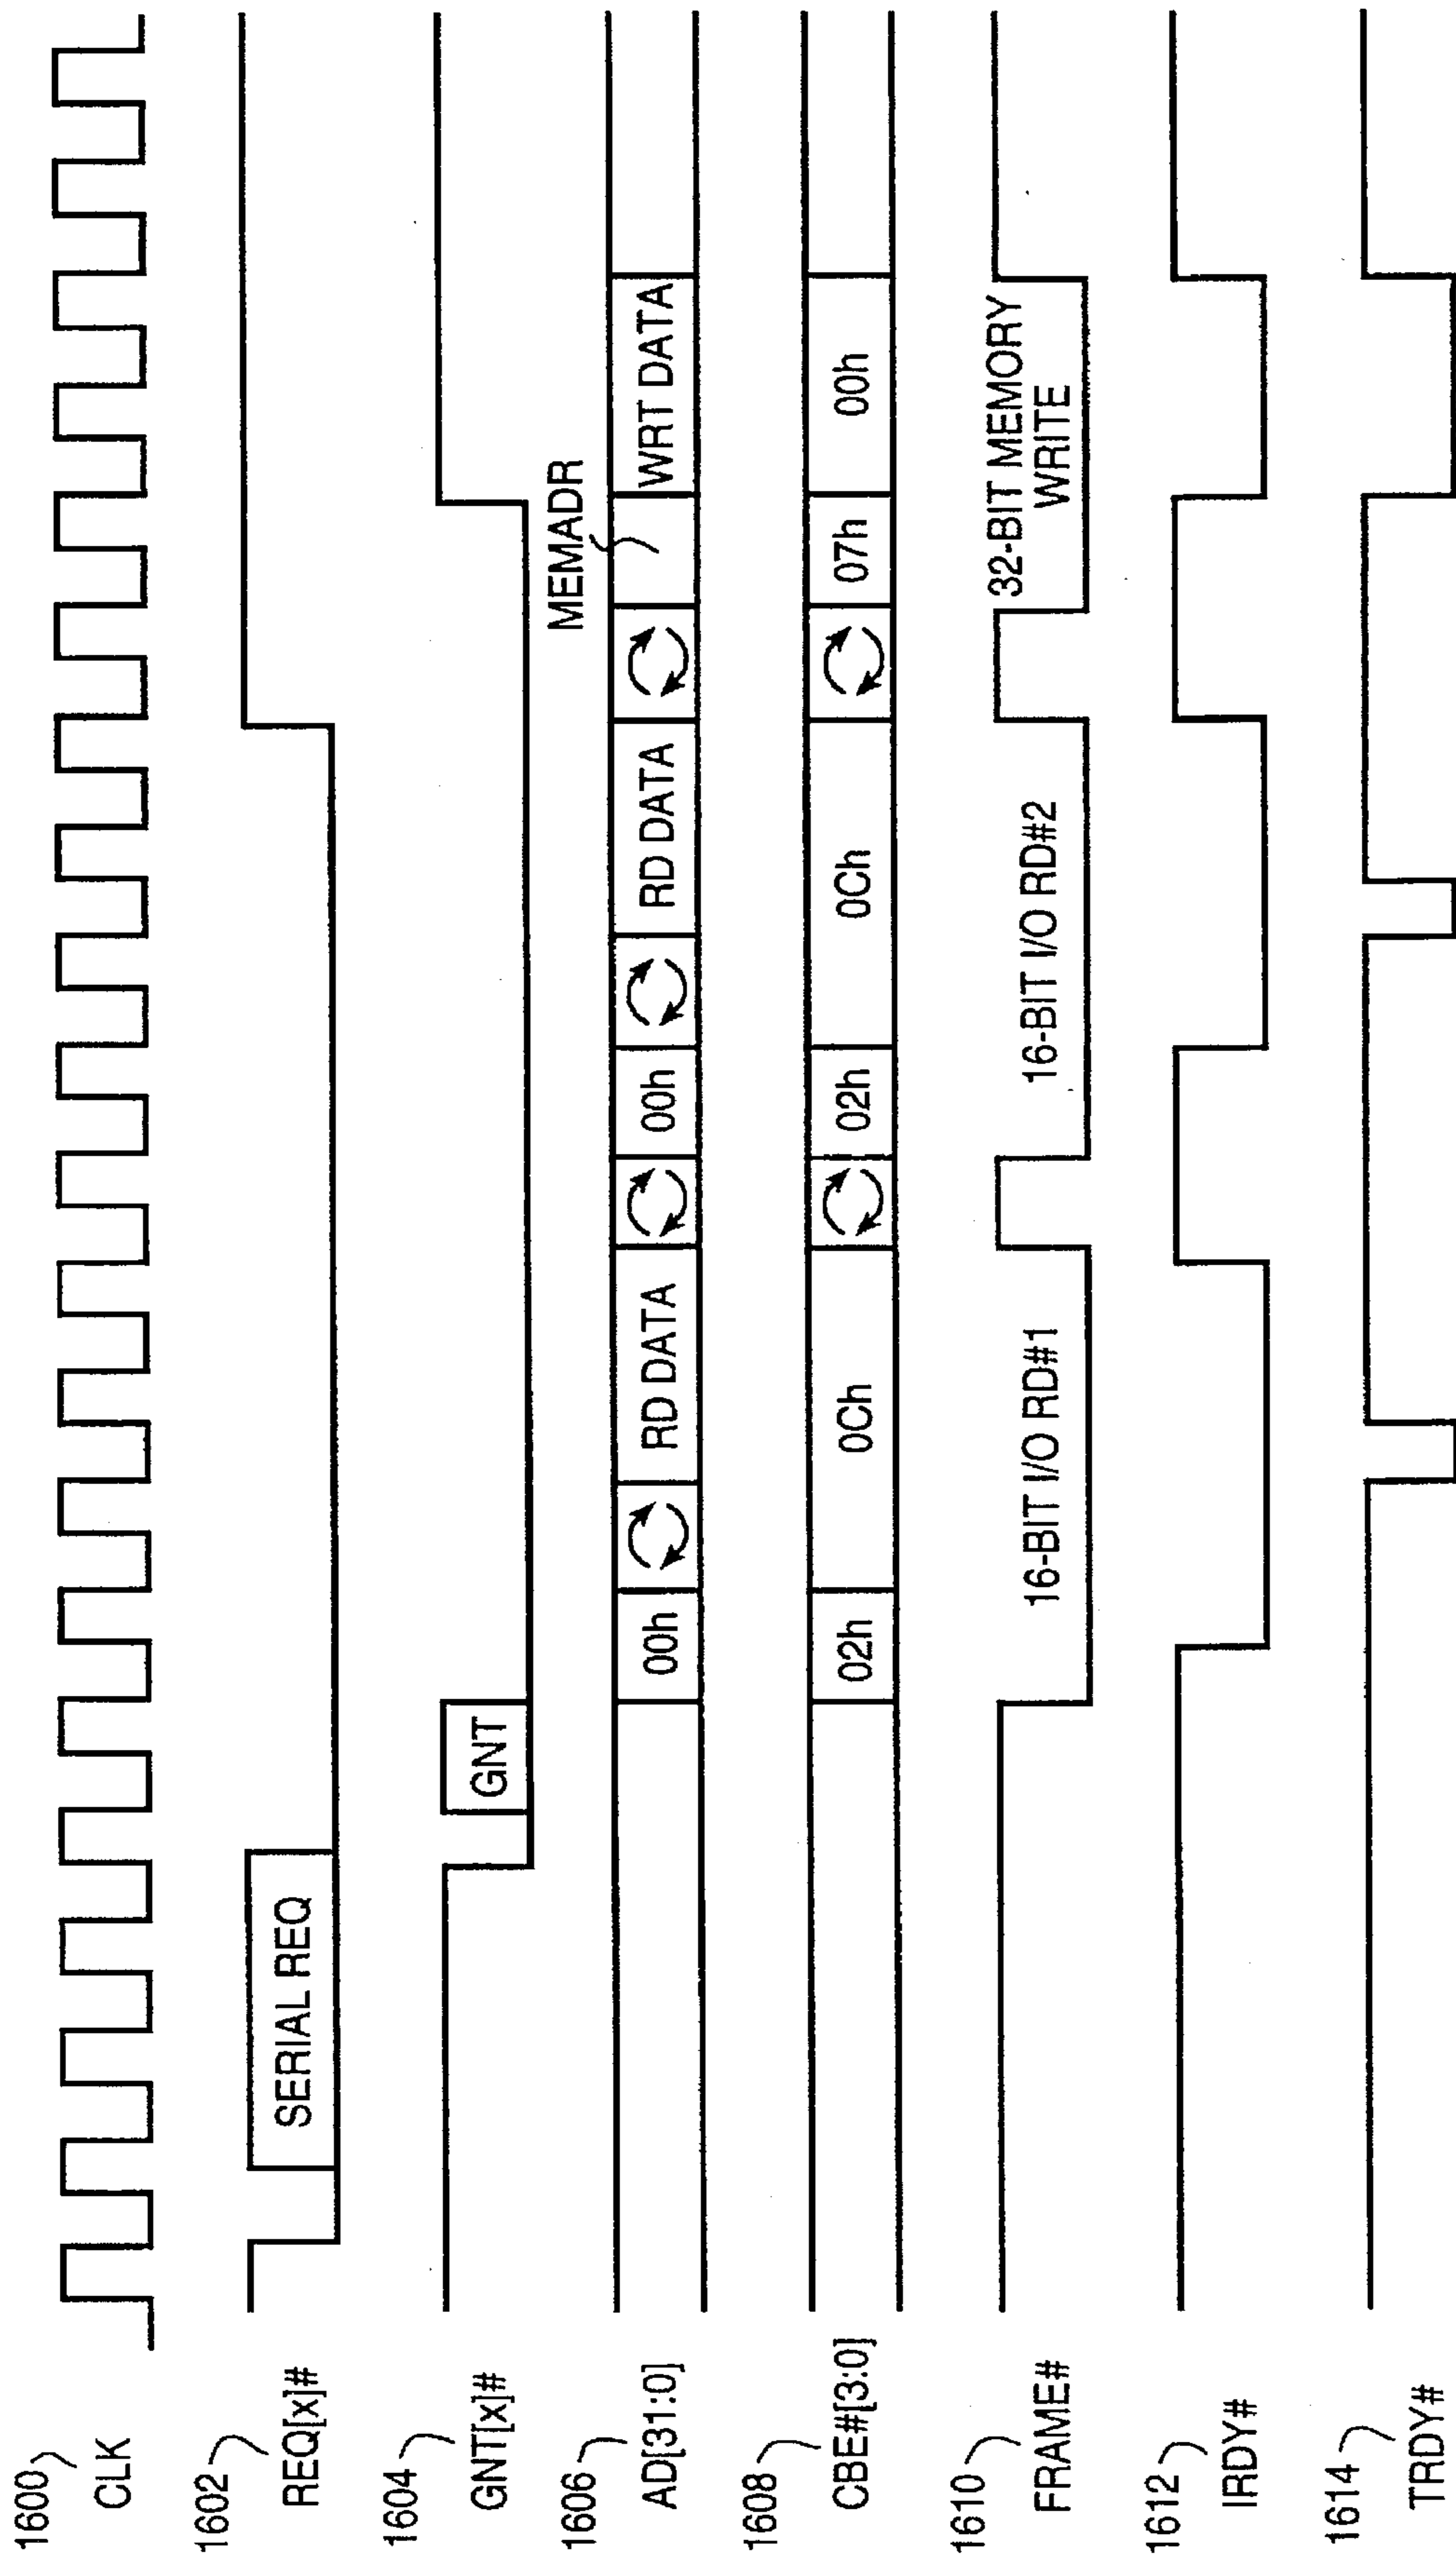 1600
CLK
1602
REQ[x]#
SERIAL REQ
1604
GNT[x]#
GNT
MEMADR
1606
AD[31:0]
00h
RD DATA
00h
RD DATA
WRT DATA
1608
CBE#[3:0]
02h
0Ch
02h
0Ch
07h
00h
1610
FRAME#
16-BIT I/O RD#1
16-BIT I/O RD#2
32-BIT MEMORY
WRITE
1612
IRDY#
1614
TRDY#